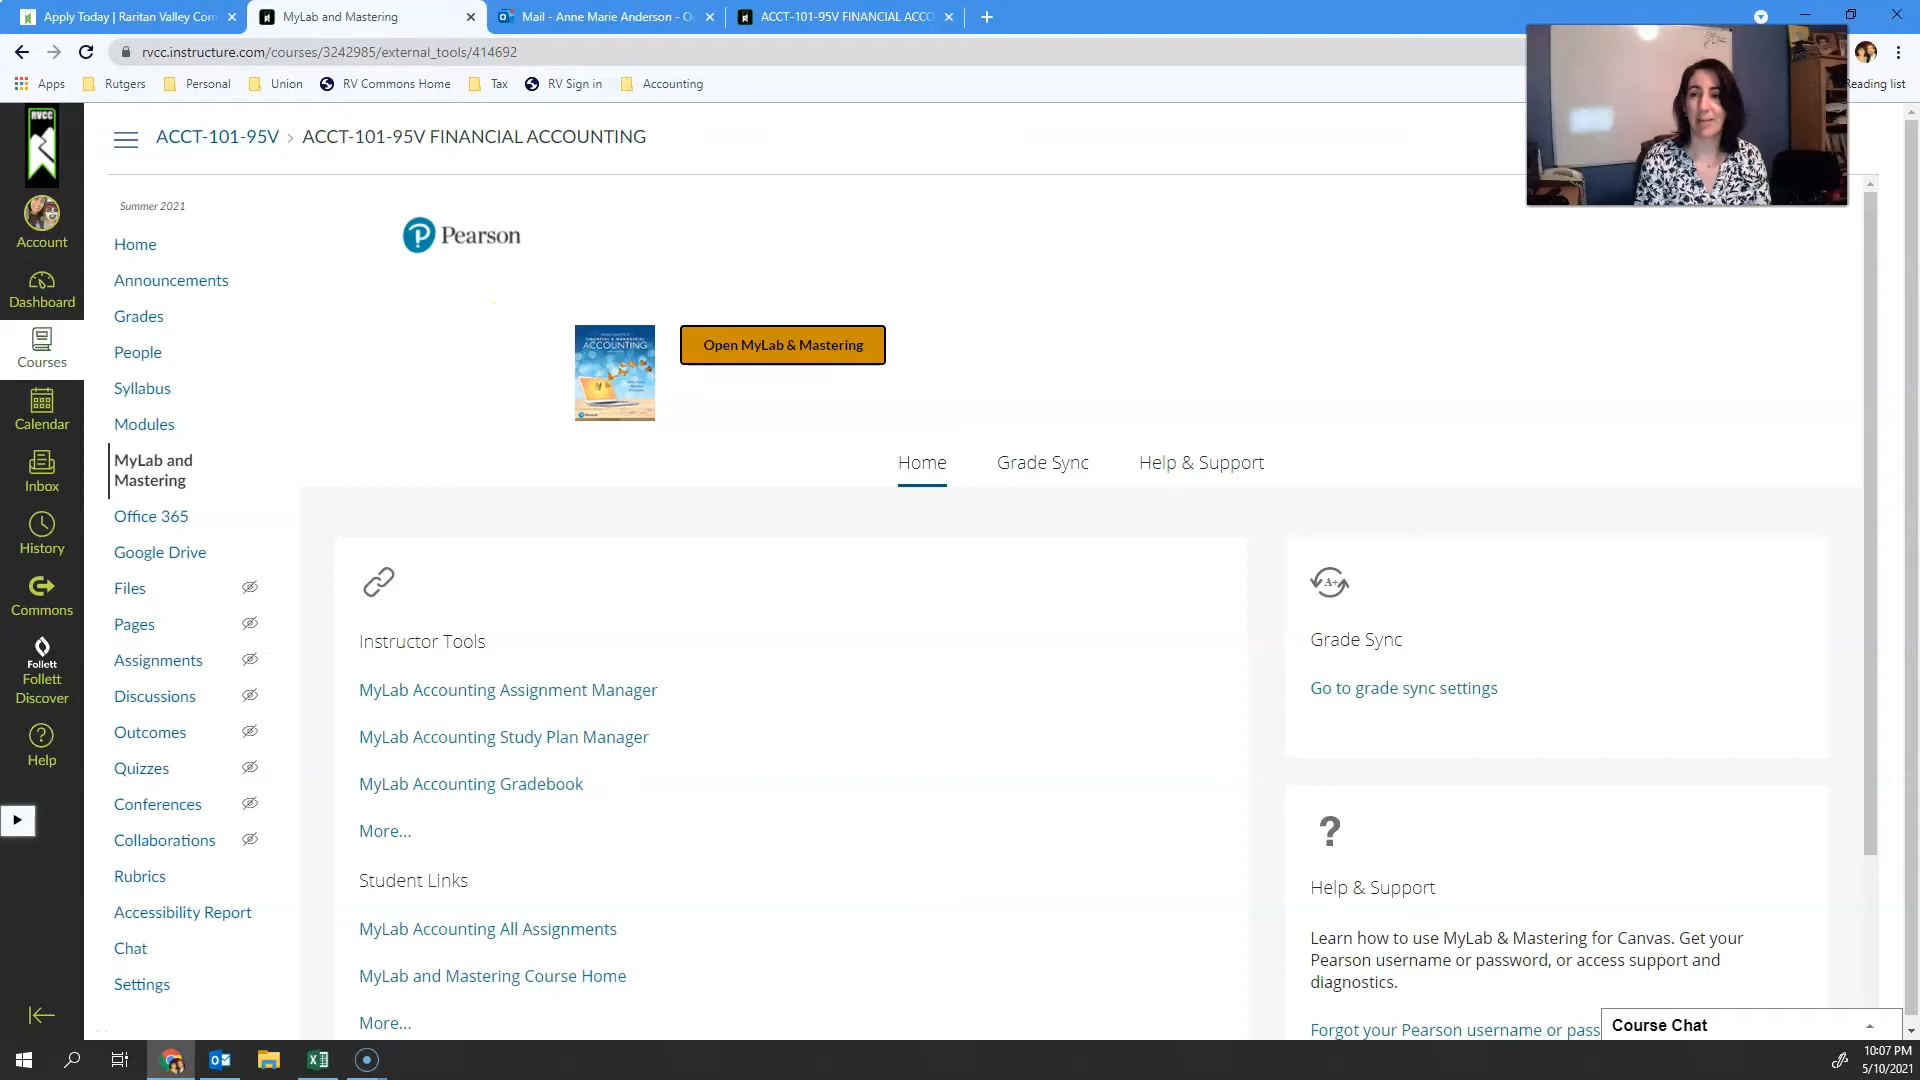 Apply Today | Raritan Valley Com
MyLab and Mastering
Mail - Anne Marie Anderson - O
ACCT-101-95V FINANCIAL ACCO
rvcc.instructure.com/courses/3242985/external_tools/414692
Apps
Rutgers
Personal
Union
RV Commons Home
Tax
RV Sign in
Accounting
Reading list
RVCC
ACCT-101-95V
ACCT-101-95V FINANCIAL ACCOUNTING
Account
Dashboard
Courses
Calendar
Inbox
History
Commons
Follett
Follett
Discover
Help
Summer 2021
Home
Announcements
Grades
People
Syllabus
Modules
MyLab and
Mastering
Office 365
Google Drive
Files
Pages
Assignments
Discussions
Outcomes
Quizzes
Conferences
Collaborations
Rubrics
Accessibility Report
Chat
Settings
Pearson
ACCOUNTING
Open MyLab & Mastering
Home
Grade Sync
Help & Support
Instructor Tools
MyLab Accounting Assignment Manager
MyLab Accounting Study Plan Manager
MyLab Accounting Gradebook
More...
Student Links
MyLab Accounting All Assignments
MyLab and Mastering Course Home
More...
A+
Grade Sync
Go to grade sync settings
?
Help & Support
Learn how to use MyLab & Mastering for Canvas. Get your
Pearson username or password, or access support and
diagnostics.
Forgot your Pearson username or pass
Course Chat
10:07 PM
5/10/2021